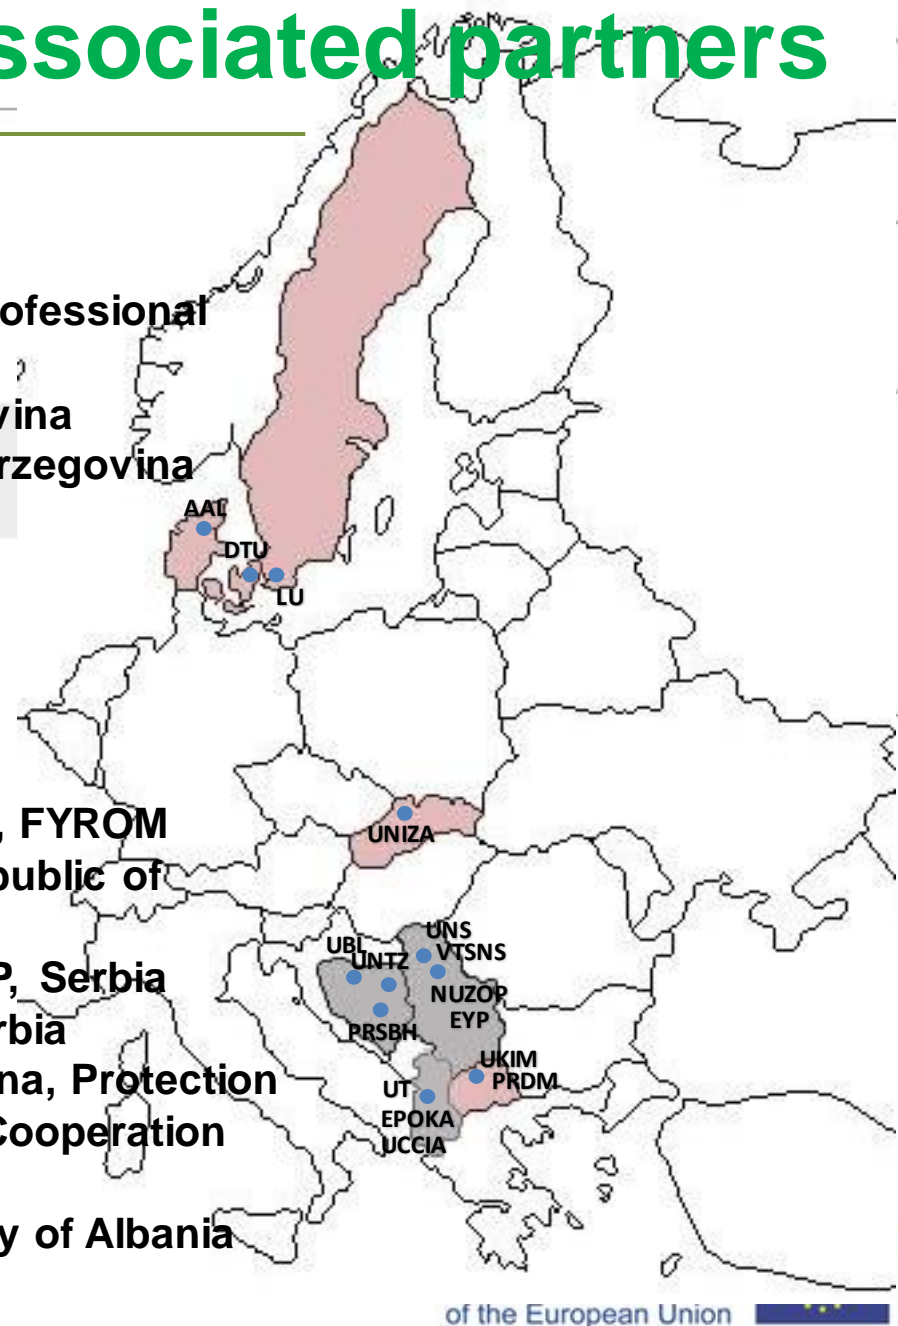 ssociated partners
ofessional
vina
rzegovina
AAL
DTU
LU
, FYROM
UNIZA
public of
UNS
UBL
VTSNS
UNTZ
P, Serbia
NUZOP
EYP
rbia
PRSBH
UKIM
na, Protection
PRDM
UT
EPOKA
Cooperation
UCCIA
y of Albania
of the European Union